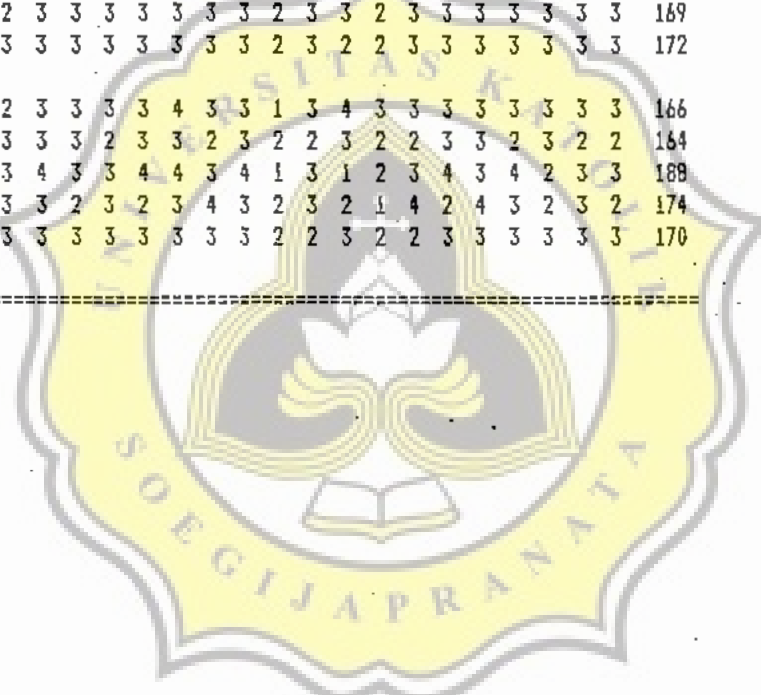 2 3 3 3 3 3 3 3 2 3 3 2 3 3 3 3 3 3 3 169
3 3 3 3 3 3 3 3 2 3 2 2 3 3 3 3 3 3 3 172
2 3 3 3 3 4 3 3 1 3 4 3 3 3 3 3 3 3 3 166
3 3 3 2 3 3 2 3 2 2 3 2 2 3 3 2 3 2 2 164
3 4 3 3 4 4 3 4 1 3 1 2 3 4 3 4 2 3 3 188
3 3 2 3 2 3 4 3 2 3 2 1 4 2 4 3 2 3 2 174
3 3 3 3 3 3 3 3 2 2 3 2 2 3 3 3 3 3 3 170
UNIVERSITAS KATOLIK
SOEGIJAPRANATA